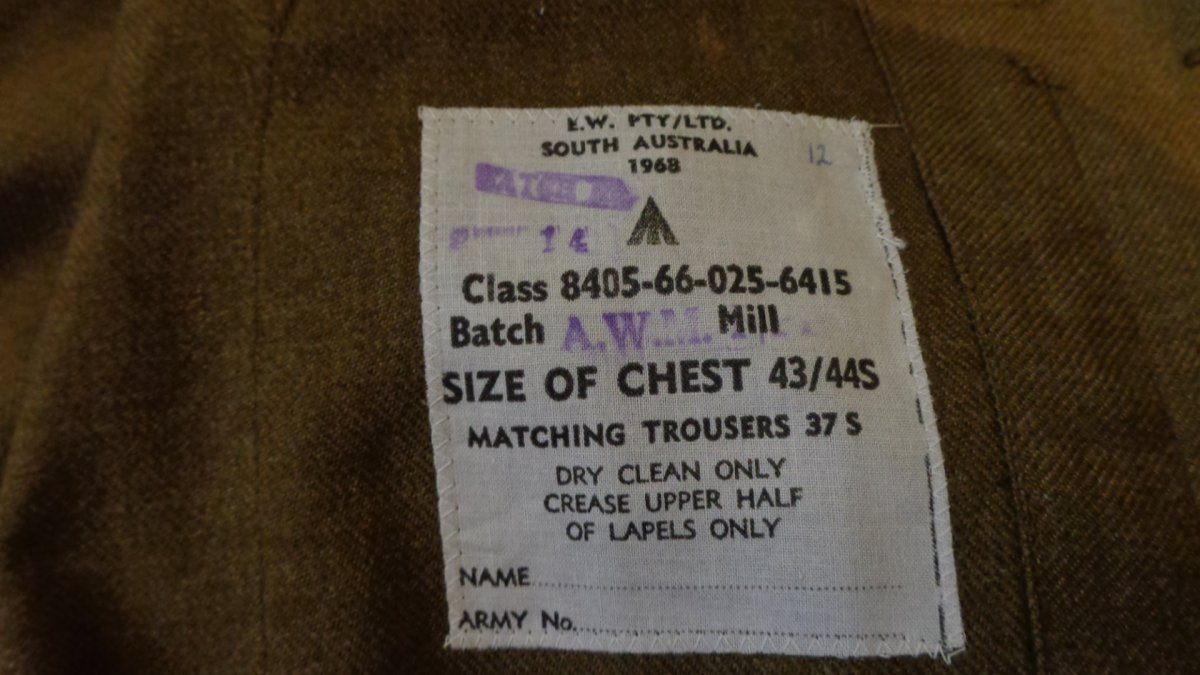 E.W. PTY/LTD.
SOUTH AUSTRALIA
1968
12
14
Class 8405-66-025-6415
Batch A.W.M. Mill
SIZE OF CHEST 43/44S
MATCHING TROUSERS 37 S
DRY CLEAN ONLY
CREASE UPPER HALF
OF LAPELS ONLY
NAME
ARMY No.